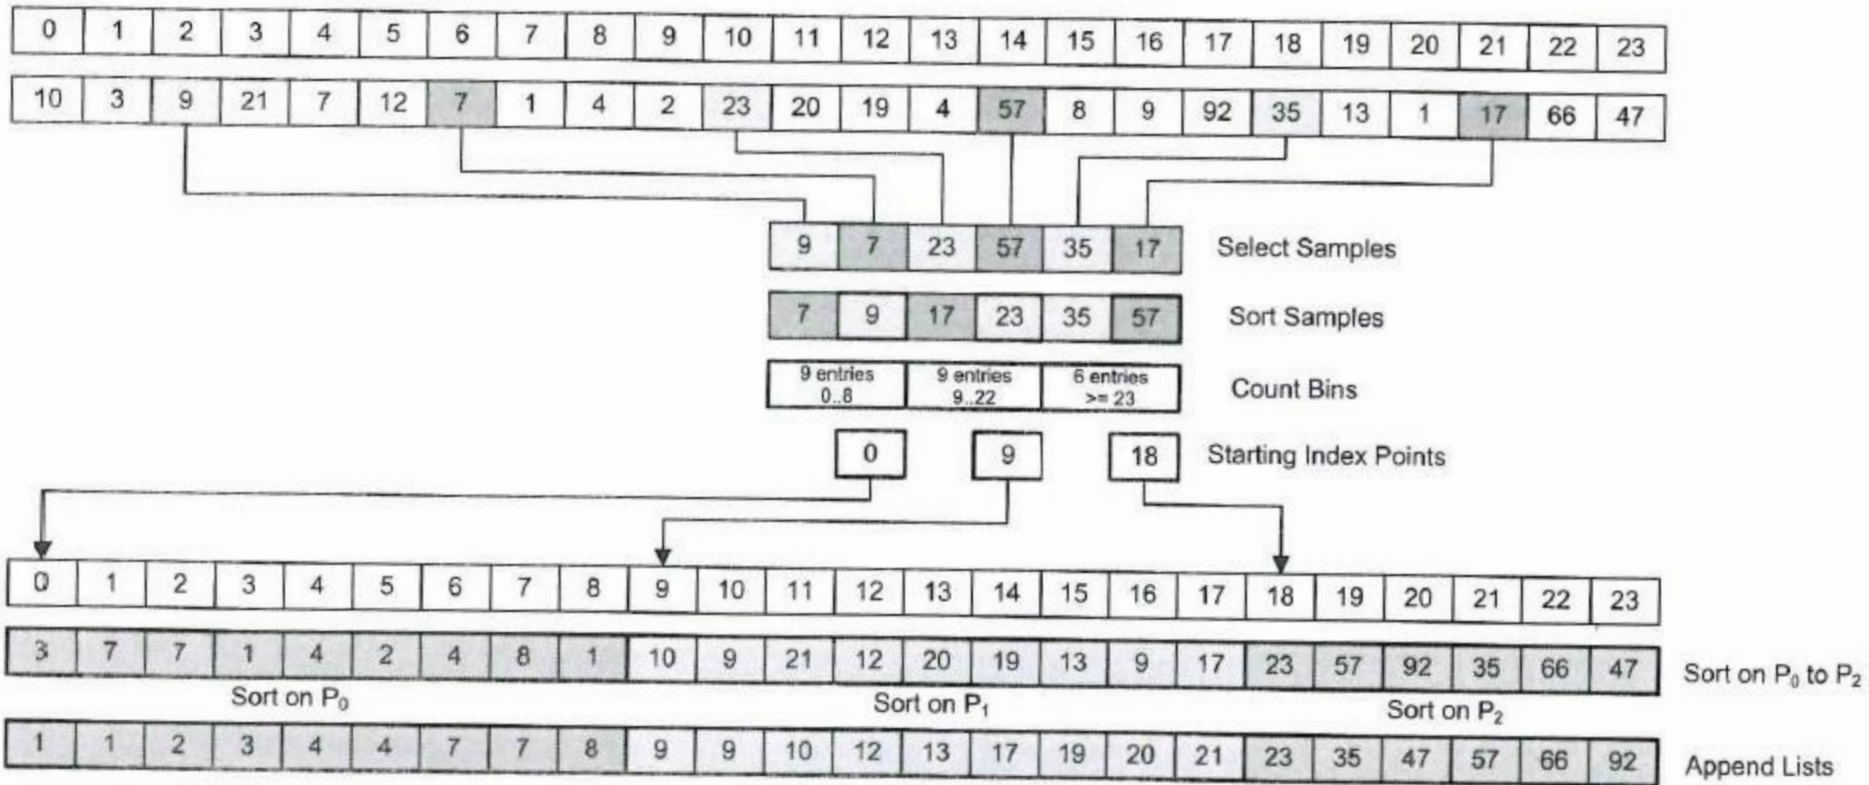 0 1 2 3 4 5 6 7 8 9 10 11 12 13 14 15 16 17 18 19 20 21 22 23
10 3 9 21 7 12 7 1 4 2 23 20 19 4 57 8 9 92 35 13 1 17 66 47
9 7 23 57 35 17 Select Samples
7 9 17 23 35 57 Sort Samples
9 entries 9 entries 6 entries
0..8 9..22 >= 23 Count Bins
0 9 18 Starting Index Points
0 1 2 3 4 5 6 7 8 9 10 11 12 13 14 15 16 17 18 19 20 21 22 23
3 7 7 1 4 2 4 8 1 10 9 21 12 20 19 13 9 17 23 57 92 35 66 47 Sort on P₀ to P₂
Sort on P₀ Sort on P₁ Sort on P₂
1 1 2 3 4 4 7 7 8 9 9 10 12 13 17 19 20 21 23 35 47 57 66 92 Append Lists